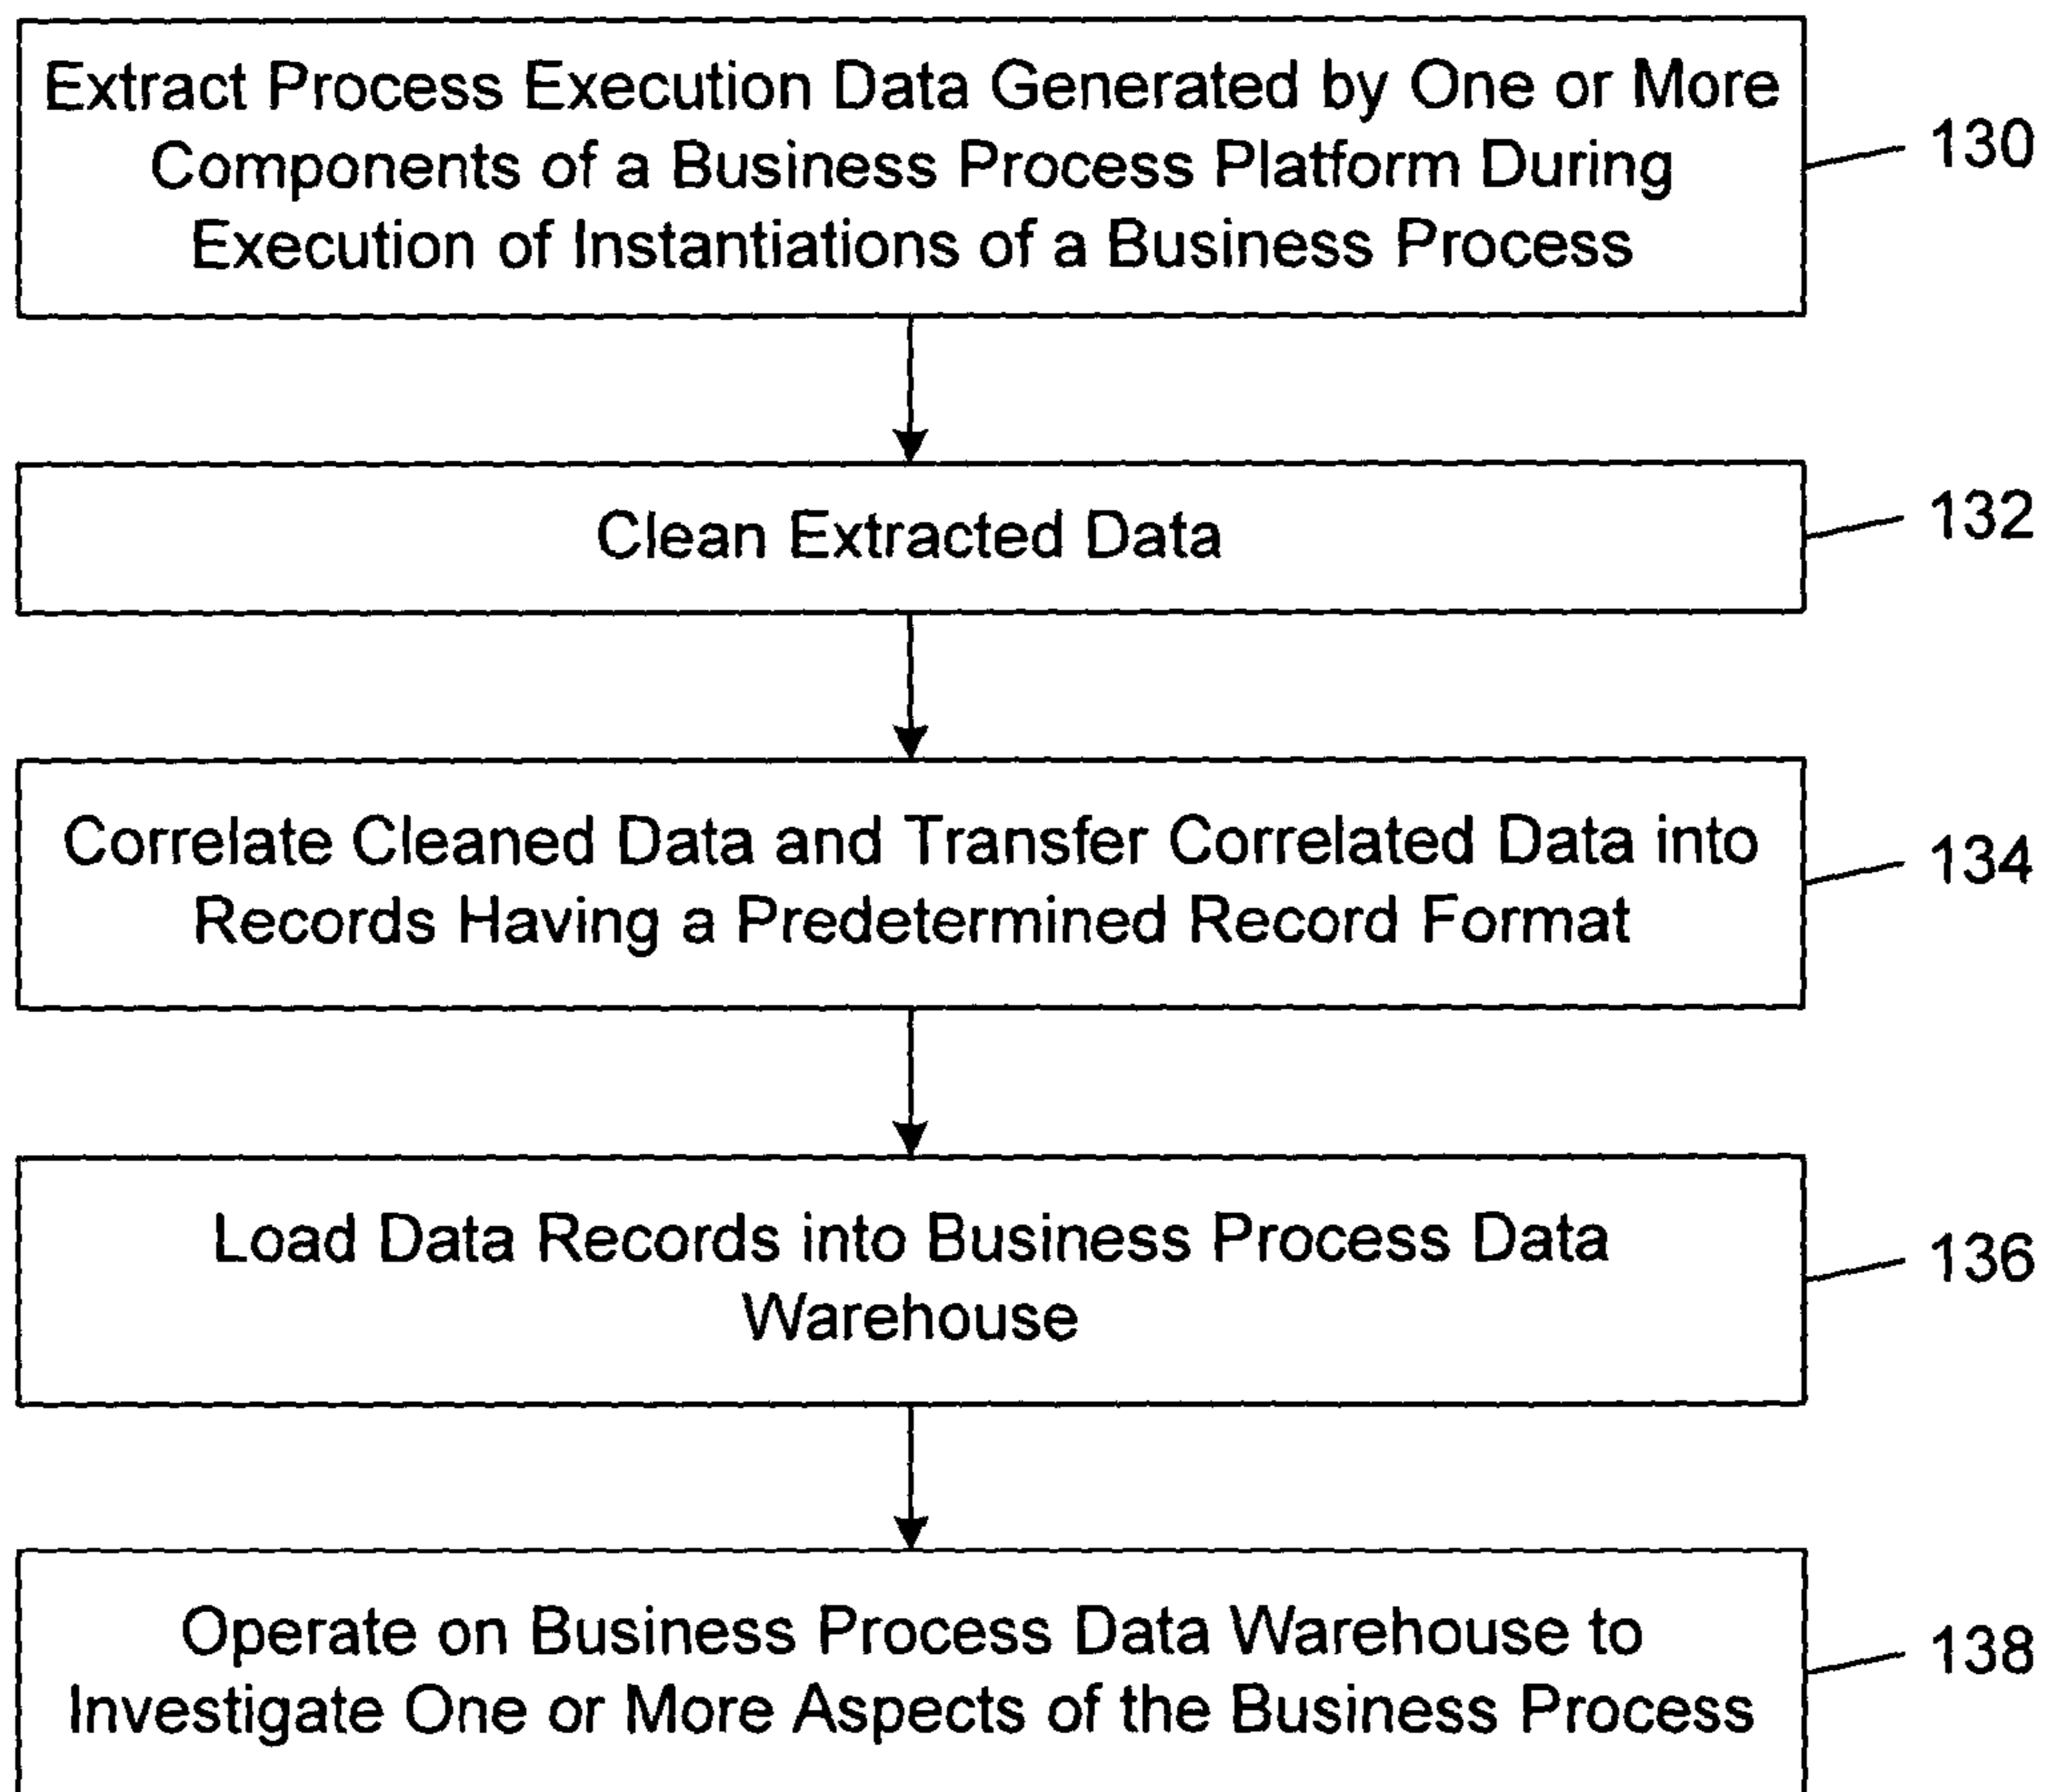 Extract Process Execution Data Generated by One or More
Components of a Business Process Platform During
Execution of Instantiations of a Business Process
130
Clean Extracted Data
132
Correlate Cleaned Data and Transfer Correlated Data into
Records Having a Predetermined Record Format
134
Load Data Records into Business Process Data
Warehouse
136
Operate on Business Process Data Warehouse to
Investigate One or More Aspects of the Business Process
138